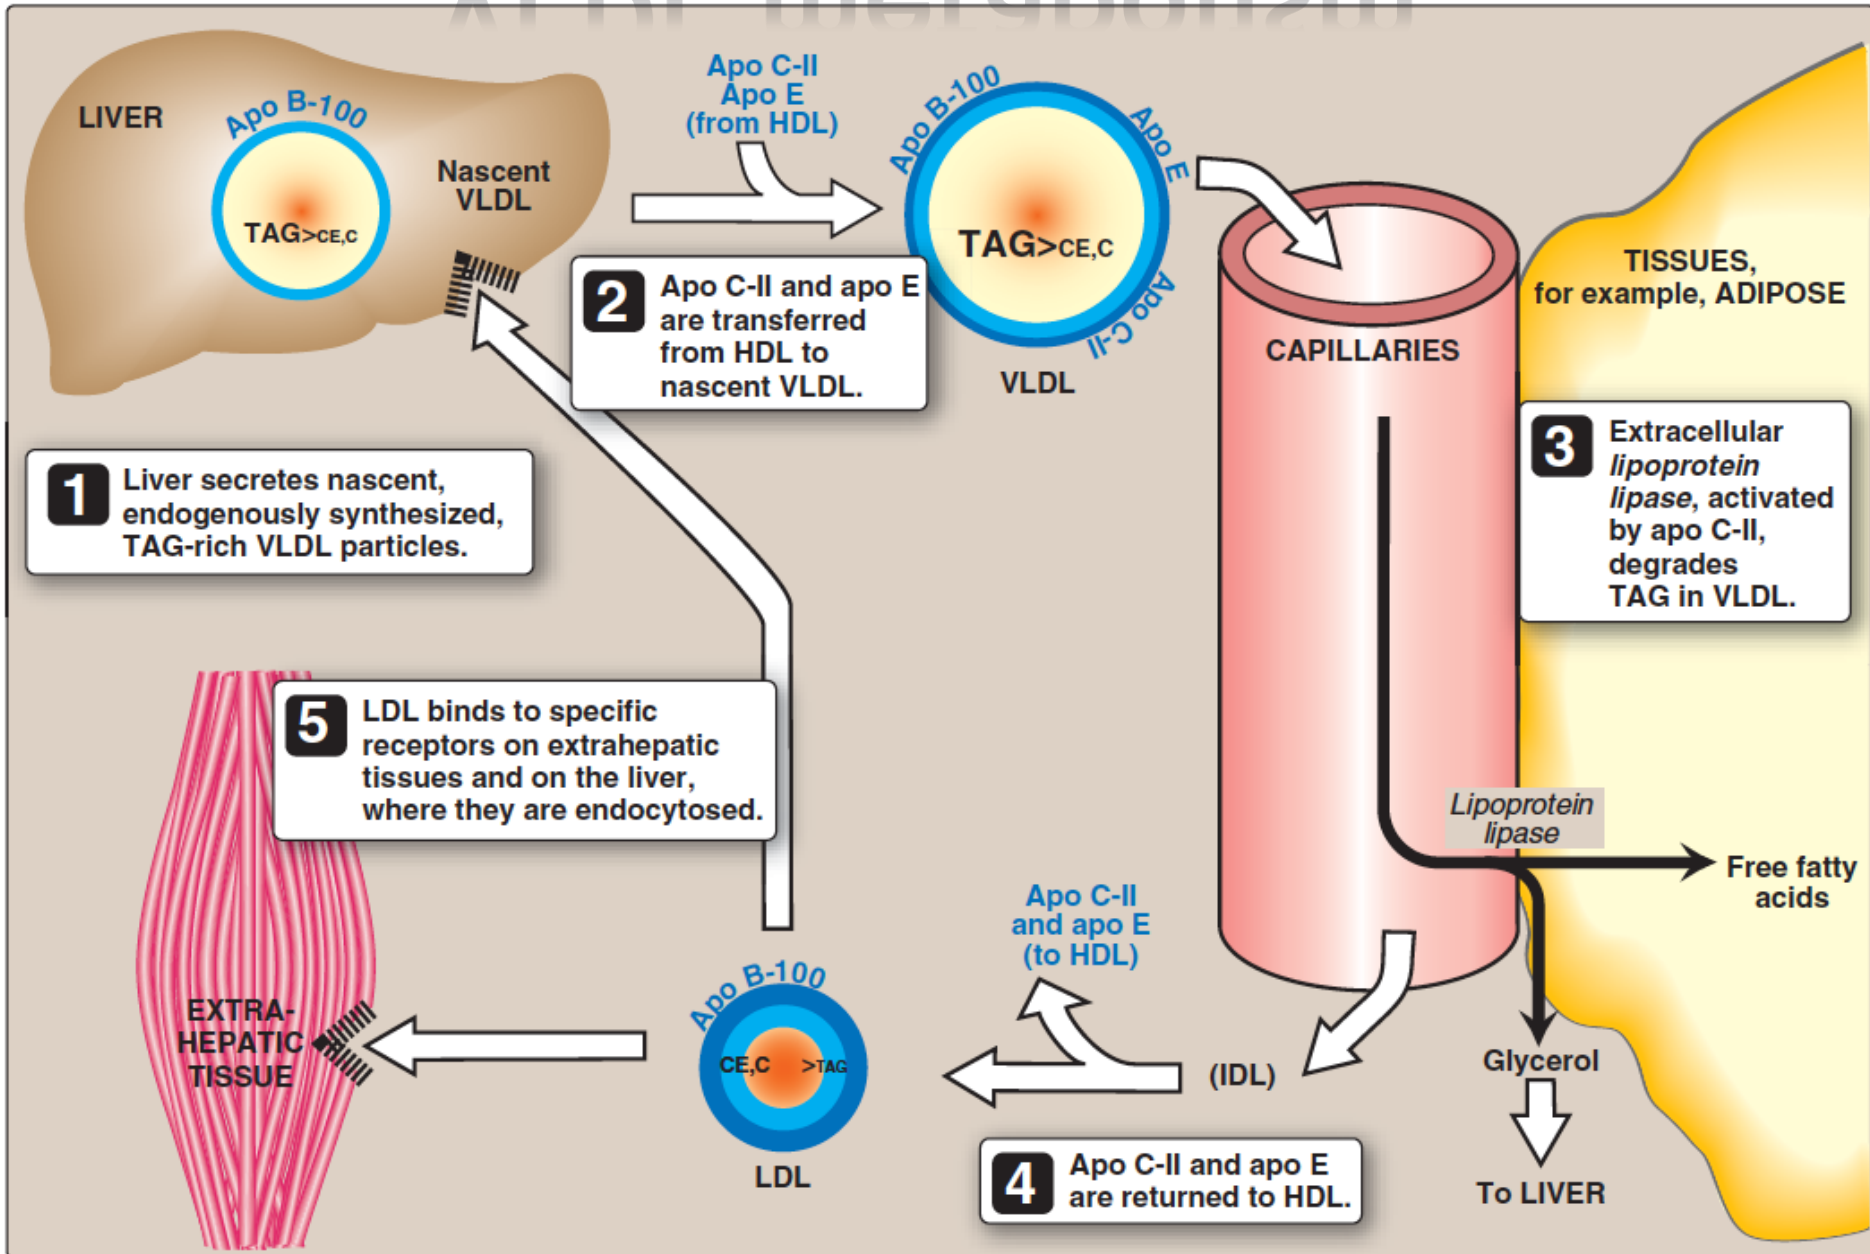 VLDL metabolism
LIVER
Apo B-100
TAG>CE,C
Nascent
VLDL
Apo C-II
Apo E
(from HDL)
Apo B-100
Apo E
Apo C-II
TAG>CE,C
VLDL
2 Apo C-II and apo E
are transferred
from HDL to
nascent VLDL.
CAPILLARIES
TISSUES,
for example, ADIPOSE
1 Liver secretes nascent,
endogenously synthesized,
TAG-rich VLDL particles.
3 Extracellular
lipoprotein
lipase, activated
by apo C-II,
degrades
TAG in VLDL.
5 LDL binds to specific
receptors on extrahepatic
tissues and on the liver,
where they are endocytosed.
Lipoprotein
lipase
Free fatty
acids
Glycerol
To LIVER
Apo C-II
and apo E
(to HDL)
(IDL)
4 Apo C-II and apo E
are returned to HDL.
Apo B-100
CE,C >TAG
LDL
EXTRA-
HEPATIC
TISSUE